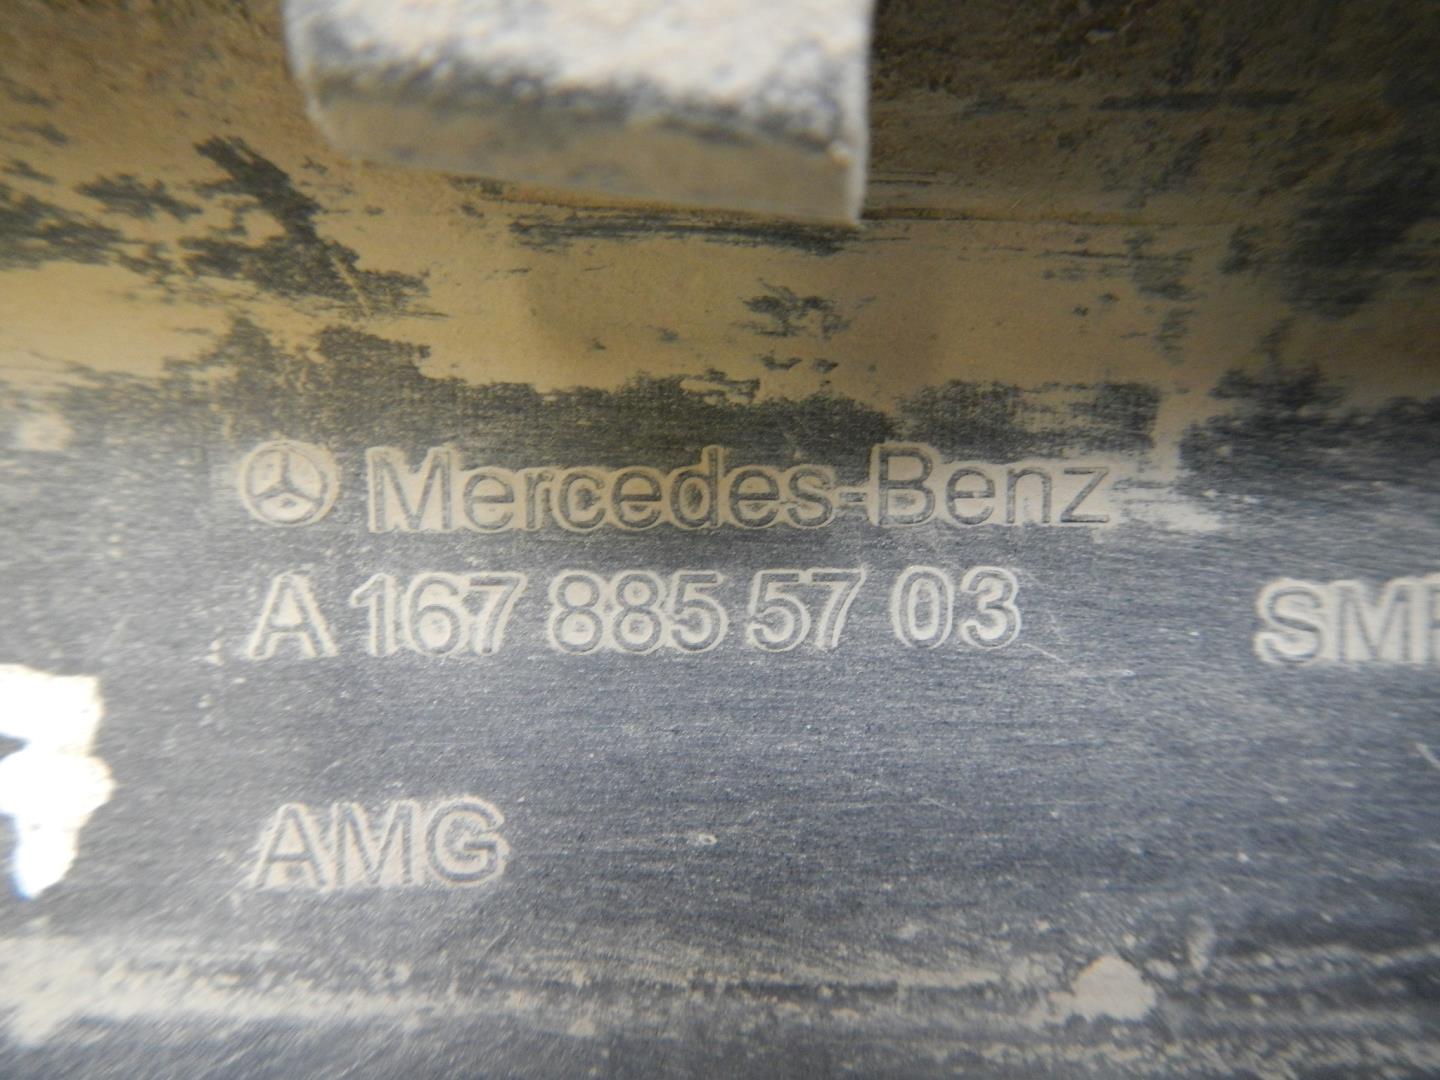 Mercedes-Benz
A 167 885 57 03
AMG